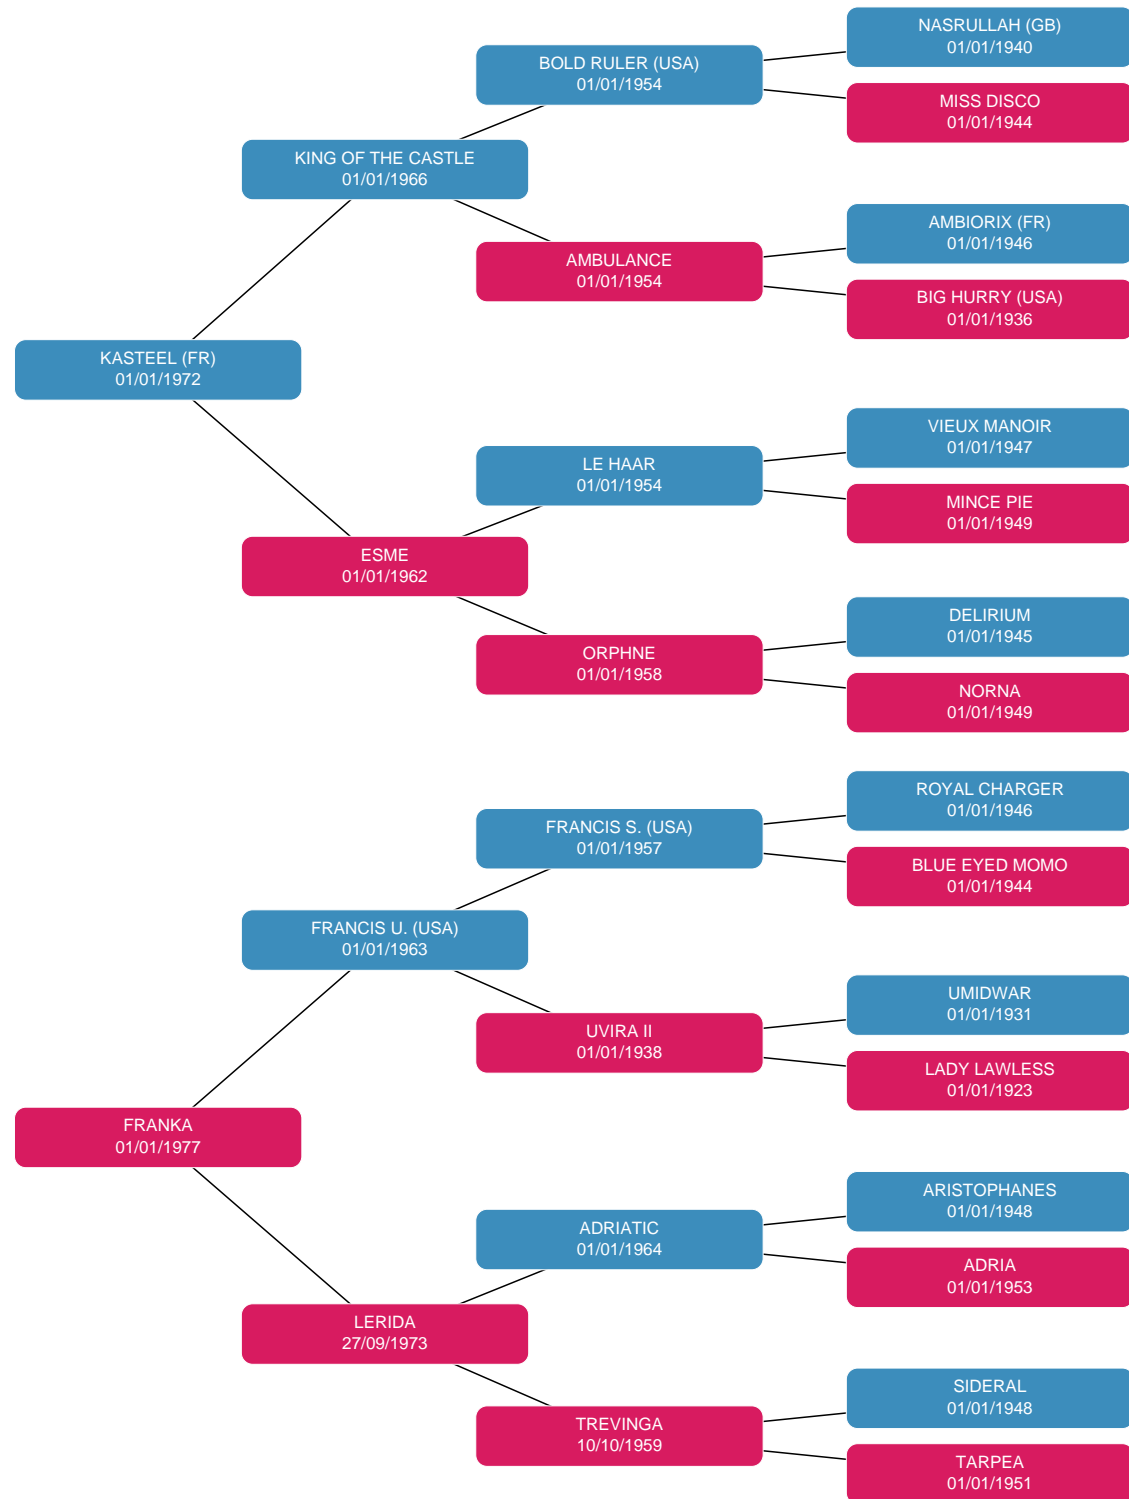 NASRULLAH (GB)
01/01/1940
BOLD RULER (USA)
01/01/1954
MISS DISCO
01/01/1944
KING OF THE CASTLE
01/01/1966
AMBIORIX (FR)
01/01/1946
AMBULANCE
01/01/1954
BIG HURRY (USA)
01/01/1936
KASTEEL (FR)
01/01/1972
VIEUX MANOIR
01/01/1947
LE HAAR
01/01/1954
MINCE PIE
01/01/1949
ESME
01/01/1962
DELIRIUM
01/01/1945
ORPHNE
01/01/1958
NORNA
01/01/1949
ROYAL CHARGER
01/01/1946
FRANCIS S. (USA)
01/01/1957
BLUE EYED MOMO
01/01/1944
FRANCIS U. (USA)
01/01/1963
UMIDWAR
01/01/1931
UVIRA II
01/01/1938
LADY LAWLESS
01/01/1923
FRANKA
01/01/1977
ARISTOPHANES
01/01/1948
ADRIATIC
01/01/1964
ADRIA
01/01/1953
LERIDA
27/09/1973
SIDERAL
01/01/1948
TREVINGA
10/10/1959
TARPEA
01/01/1951